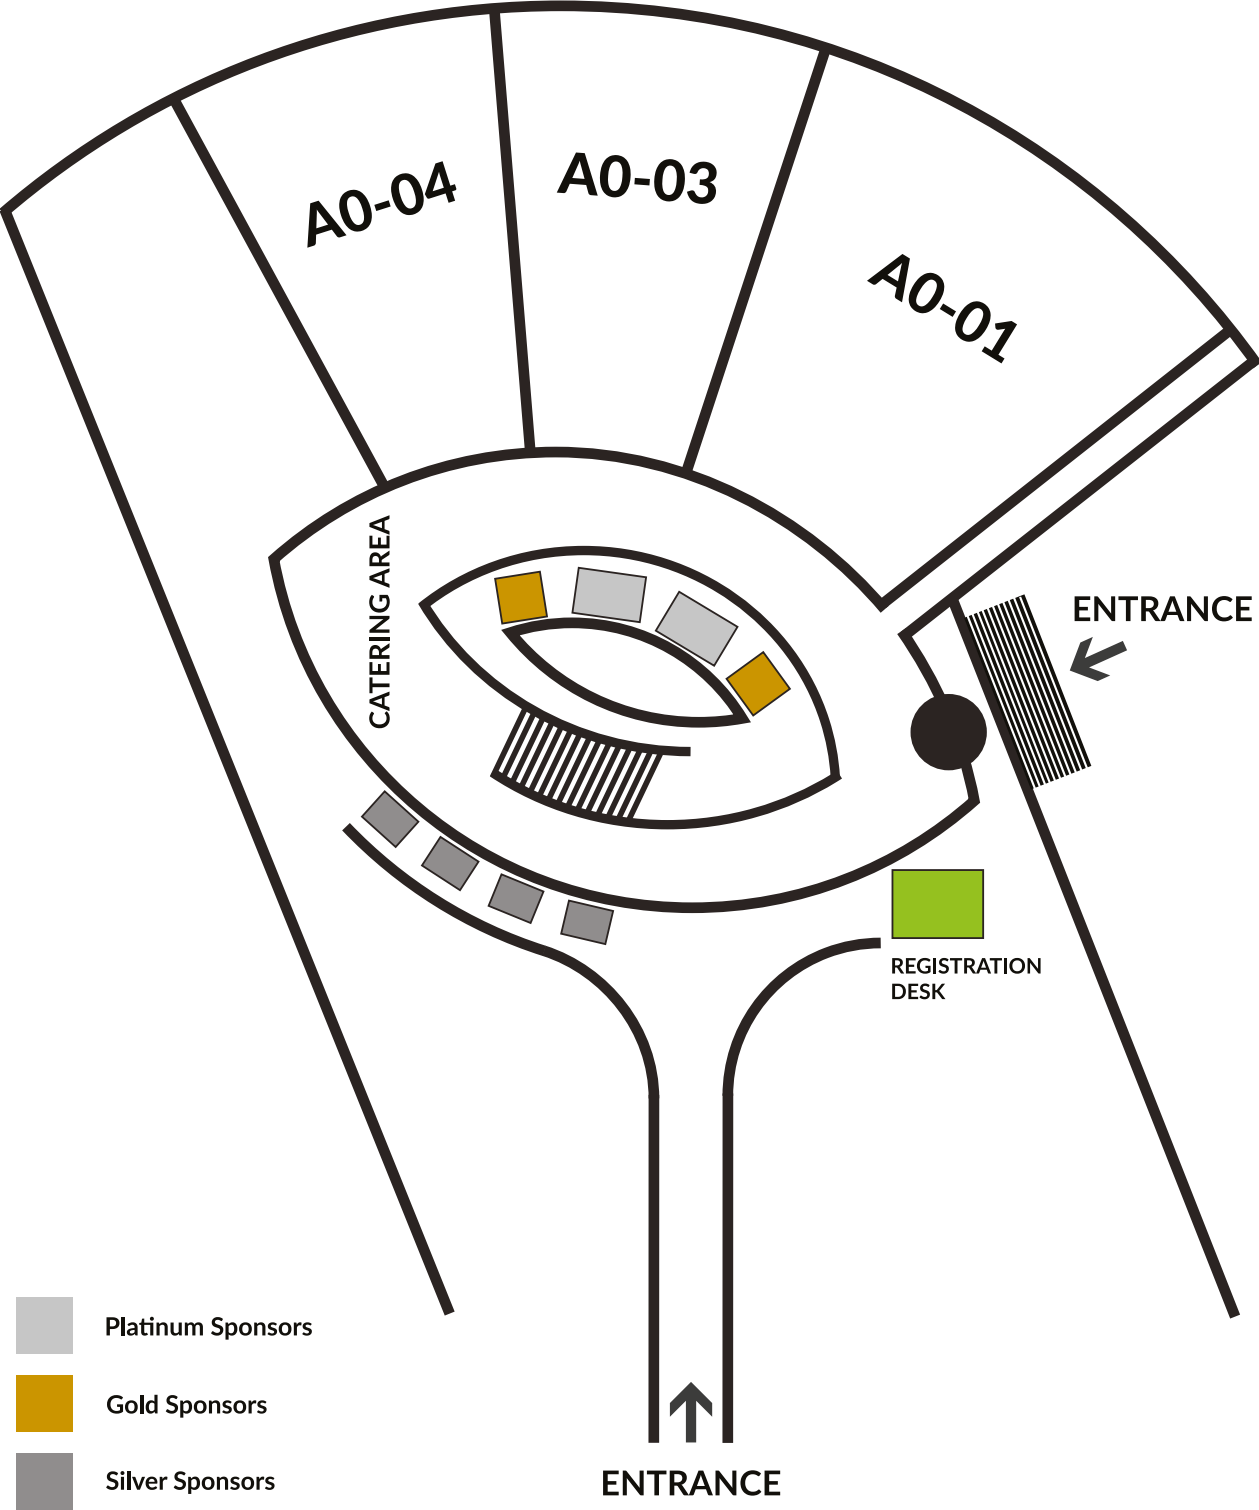 A0-04
A0-03
A0-01
CATERING AREA
ENTRANCE
REGISTRATION
DESK
Platinum Sponsors
Gold Sponsors
Silver Sponsors
ENTRANCE